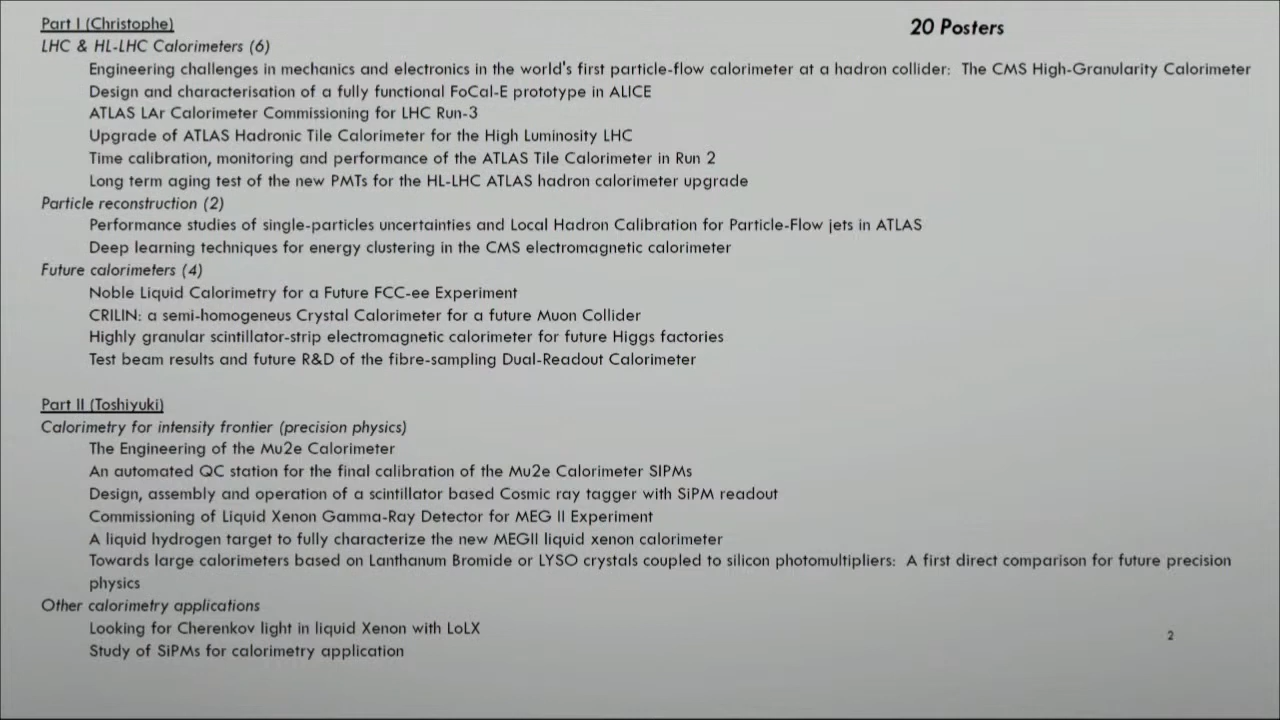 Part I (Christophe)
20 Posters
LHC & HL-LHC Calorimeters (6)
Engineering challenges in mechanics and electronics in the world's first particle-flow calorimeter at a hadron collider: The CMS High-Granularity Calorimeter
Design and characterisation of a fully functional FoCal-E prototype in ALICE
ATLAS LAr Calorimeter Commissioning for LHC Run-3
Upgrade of ATLAS Hadronic Tile Calorimeter for the High Luminosity LHC
Time calibration, monitoring and performance of the ATLAS Tile Calorimeter in Run 2
Long term aging test of the new PMTs for the HL-LHC ATLAS hadron calorimeter upgrade
Particle reconstruction (2)
Performance studies of single-particles uncertainties and Local Hadron Calibration for Particle-Flow jets in ATLAS
Deep learning techniques for energy clustering in the CMS electromagnetic calorimeter
Future calorimeters (4)
Noble Liquid Calorimetry for a Future FCC-ee Experiment
CRILIN: a semi-homogeneus Crystal Calorimeter for a future Muon Collider
Highly granular scintillator-strip electromagnetic calorimeter for future Higgs factories
Test beam results and future R&D of the fibre-sampling Dual-Readout Calorimeter
Part II (Toshiyuki)
Calorimetry for intensity frontier (precision physics)
The Engineering of the Mu2e Calorimeter
An automated QC station for the final calibration of the Mu2e Calorimeter SIPMs
Design, assembly and operation of a scintillator based Cosmic ray tagger with SiPM readout
Commissioning of Liquid Xenon Gamma-Ray Detector for MEG II Experiment
A liquid hydrogen target to fully characterize the new MEGII liquid xenon calorimeter
Towards large calorimeters based on Lanthanum Bromide or LYSO crystals coupled to silicon photomultipliers: A first direct comparison for future precision
physics
Other calorimetry applications
Looking for Cherenkov light in liquid Xenon with LoLX
2
Study of SiPMs for calorimetry application